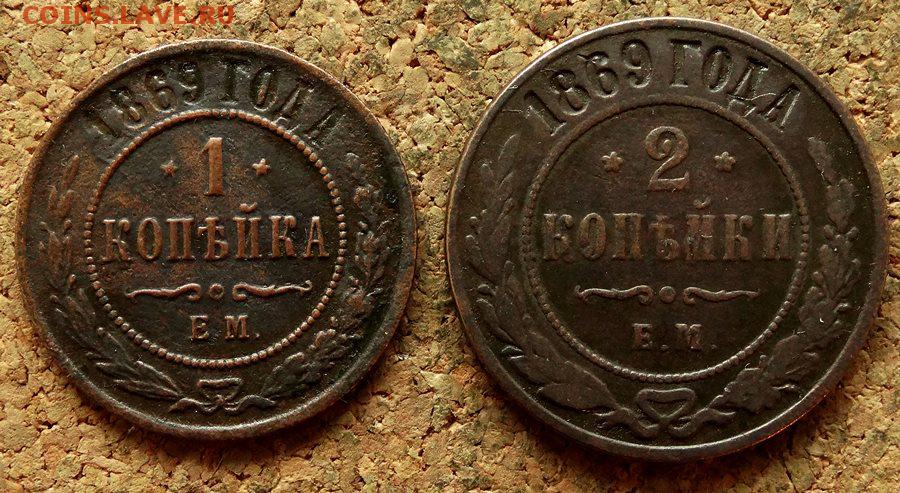 COINS.LAVE.RU
1869 ГОДА
1
КОПѢЙКА
Е М.
1869 ГОДА
2
КОПѢЙКИ
Е.М.